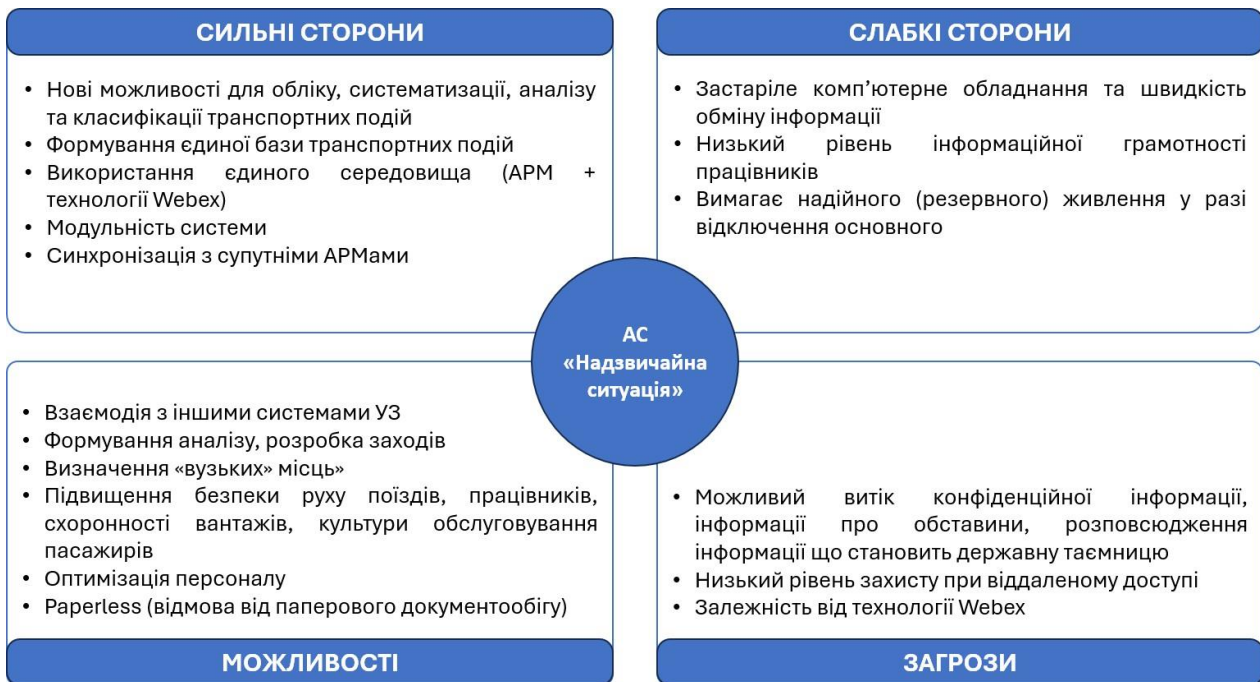 СИЛЬНІ СТОРОНИ
• Нові можливості для обліку, систематизації, аналізу
та класифікації транспортних подій
• Формування єдиної бази транспортних подій
• Використання єдиного середовища (АРМ +
технології Webex)
• Модульність системи
• Синхронізація з супутніми АРМами
СЛАБКІ СТОРОНИ
• Застаріле комп’ютерне обладнання та швидкість
обміну інформації
• Низький рівень інформаційної грамотності
працівників
• Вимагає надійного (резервного) живлення у разі
відключення основного
АС
«Надзвичайна
ситуація»
• Взаємодія з іншими системами УЗ
• Формування аналізу, розробка заходів
• Визначення «вузьких» місць»
• Підвищення безпеки руху поїздів, працівників,
схоронності вантажів, культури обслуговування
пасажирів
• Оптимізація персоналу
• Paperless (відмова від паперового документообігу)
МОЖЛИВОСТІ
• Можливий витік конфіденційної інформації,
інформації про обставини, розповсюдження
інформації що становить державну таємницю
• Низький рівень захисту при віддаленому доступі
• Залежність від технології Webex
ЗАГРОЗИ